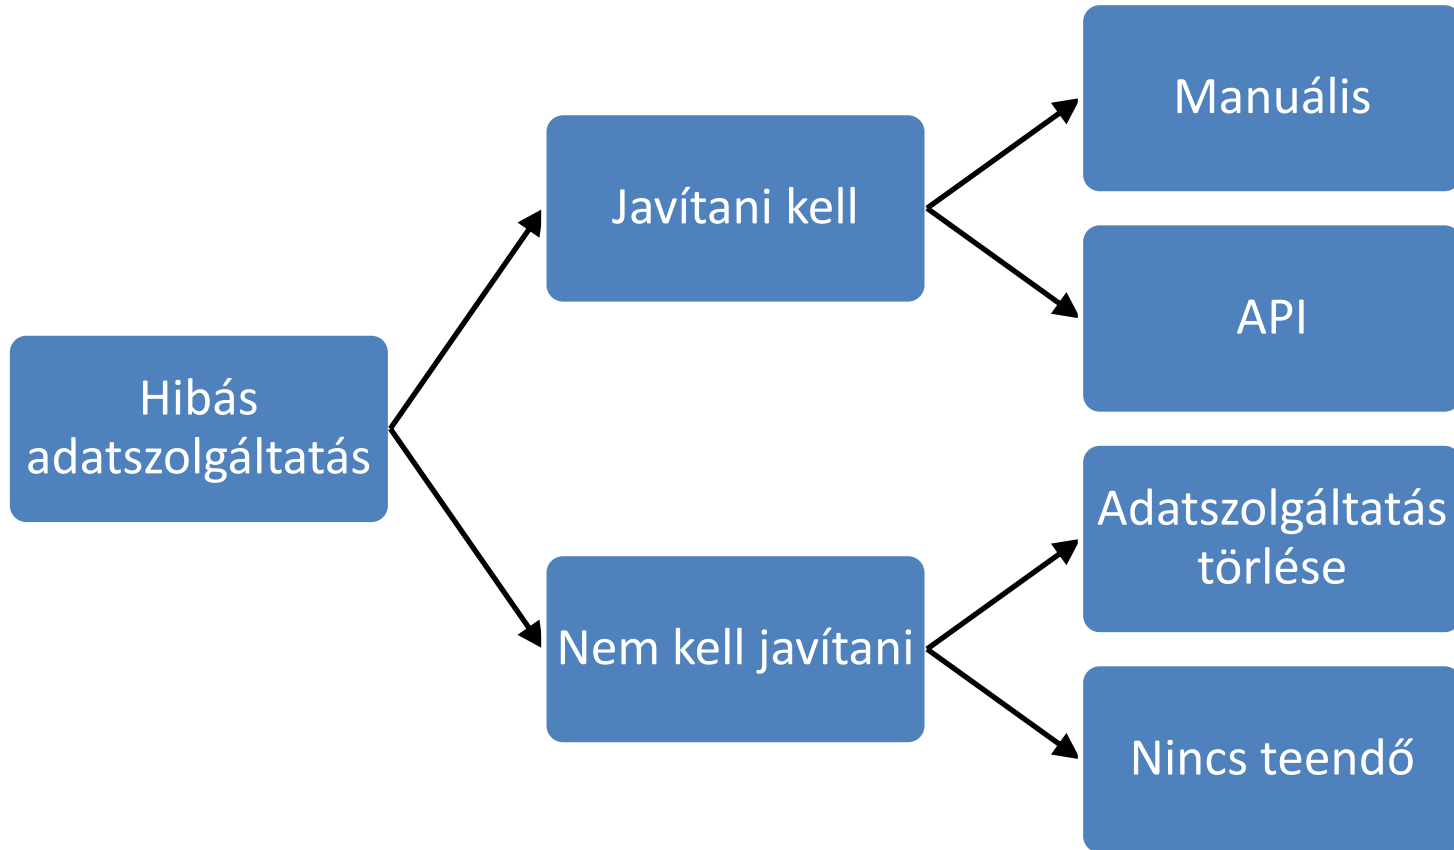 Hibás
adatszolgáltatás
Javítani kell
Nem kell javítani
Manuális
API
Adatszolgáltatás
törlése
Nincs teendő